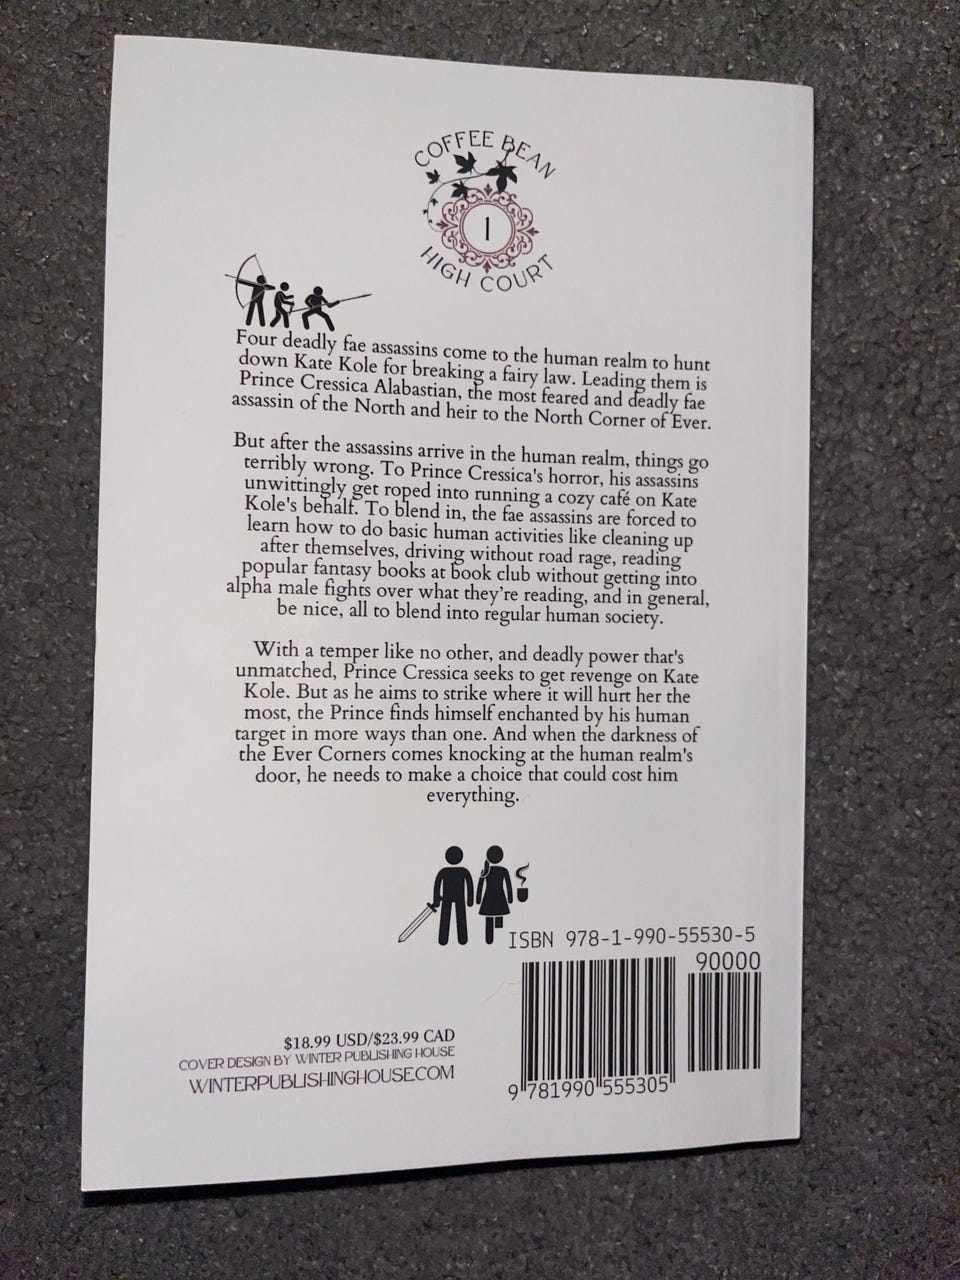 COFFEE BEAN
1
HIGH COURT
Four deadly fae assassins come to the human realm to hunt
down Kate Kole for breaking a fairy law. Leading them is
Prince Cressica Alabastian, the most feared and deadly fae
assassin of the North and heir to the North Corner of Ever.
But after the assassins arrive in the human realm, things go
terribly wrong. To Prince Cressica's horror, his assassins
unwittingly get roped into running a cozy café on Kate
Kole's behalf. To blend in, the fae assassins are forced to
learn how to do basic human activities like cleaning up
after themselves, driving without road rage, reading
popular fantasy books at book club without getting into
alpha male fights over what they're reading, and in general,
be nice, all to blend into regular human society.
With a temper like no other, and deadly power that's
unmatched, Prince Cressica seeks to get revenge on Kate
Kole. But as he aims to strike where it will hurt her the
most, the Prince finds himself enchanted by his human
target in more ways than one. And when the darkness of
the Ever Corners comes knocking at the human realm's
door, he needs to make a choice that could cost him
everything.
ISBN 978-1-990-55530-5
90000
9 781990 555305
$18.99 USD/$23.99 CAD
COVER DESIGN BY WINTER PUBLISHING HOUSE
WINTERPUBLISHINGHOUSE.COM